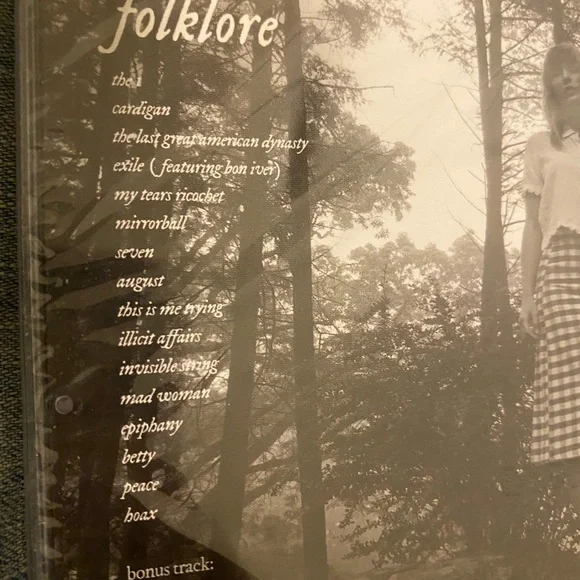 folklore
the 1
cardigan
the last great american dynasty
exile (featuring bon iver)
my tears ricochet
mirrorball
seven
august
this is me trying
illicit affairs
invisible string
mad woman
epiphany
betty
peace
hoax
bonus track: